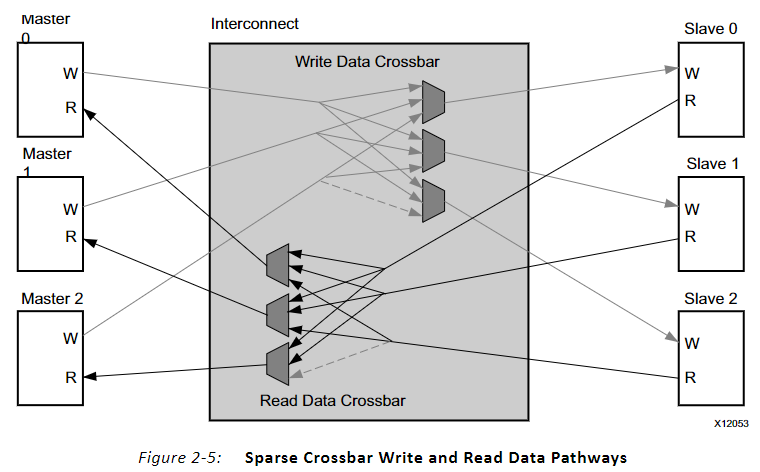 Master
0
Interconnect
Slave 0
Write Data Crossbar
W
R
W
R
Master
1
Slave 1
W
R
W
R
Master 2
Slave 2
W
R
W
R
Read Data Crossbar
X12053
Figure 2-5: Sparse Crossbar Write and Read Data Pathways